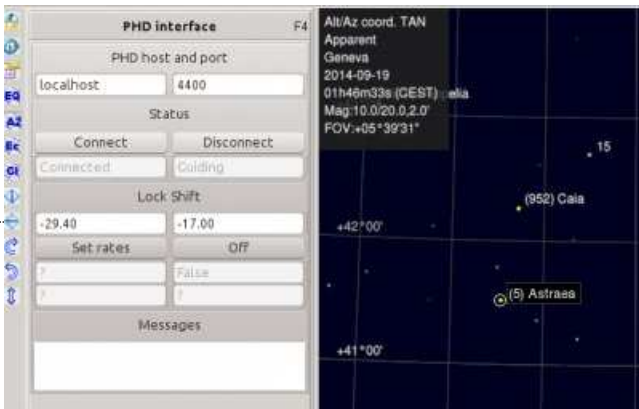 PHD interface
F4
PHD host and port
localhost
4400
Status
Connect
Disconnect
Connected
Guiding
Lock Shift
-29.40
-17.00
Set rates
Off
?
False
?
?
Messages
EQ
AZ
Ec
Gl
Alt/Az coord. TAN
Apparent
Geneva
2014-09-19
01h46m33s (CEST)
Mag:10.0/20.0,2.0'
FOV:+05°39'31"
15
(952) Caia
+42°00'
(5) Astraea
+41°00'